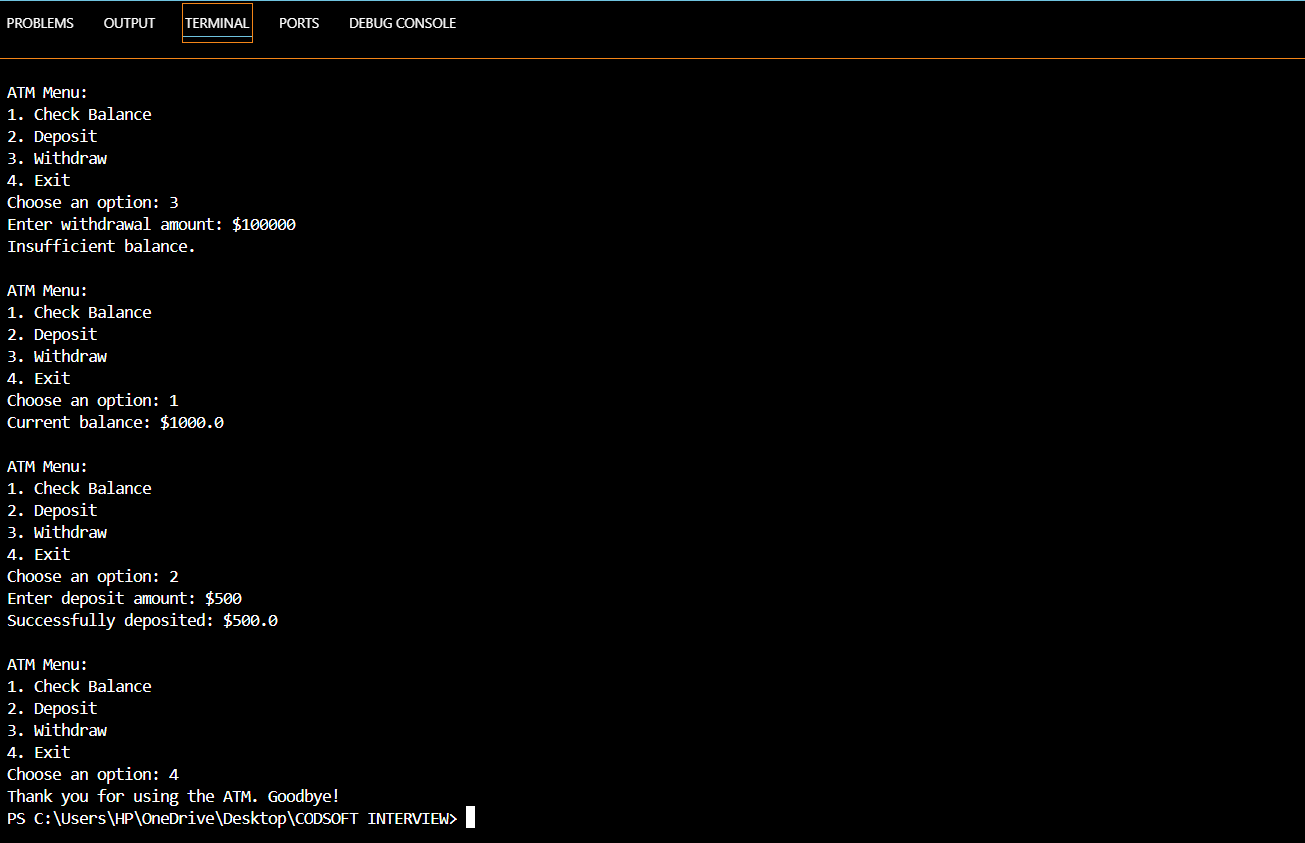 PROBLEMS OUTPUT TERMINAL PORTS DEBUG CONSOLE
ATM Menu:
1. Check Balance
2. Deposit
3. Withdraw
4. Exit
Choose an option: 3
Enter withdrawal amount: $100000
Insufficient balance.
ATM Menu:
1. Check Balance
2. Deposit
3. Withdraw
4. Exit
Choose an option: 1
Current balance: $1000.0
ATM Menu:
1. Check Balance
2. Deposit
3. Withdraw
4. Exit
Choose an option: 2
Enter deposit amount: $500
Successfully deposited: $500.0
ATM Menu:
1. Check Balance
2. Deposit
3. Withdraw
4. Exit
Choose an option: 4
Thank you for using the ATM. Goodbye!
PS C:\Users\HP\OneDrive\Desktop\CODSOFT INTERVIEW>